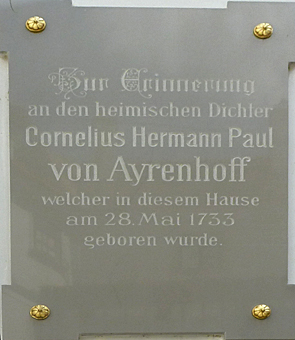 Zur Erinnerung
an den heimischen Dichter
Cornelius Hermann Paul
von Ayrenhoff
welcher in diesem Hause
am 28. Mai 1733
geboren wurde.